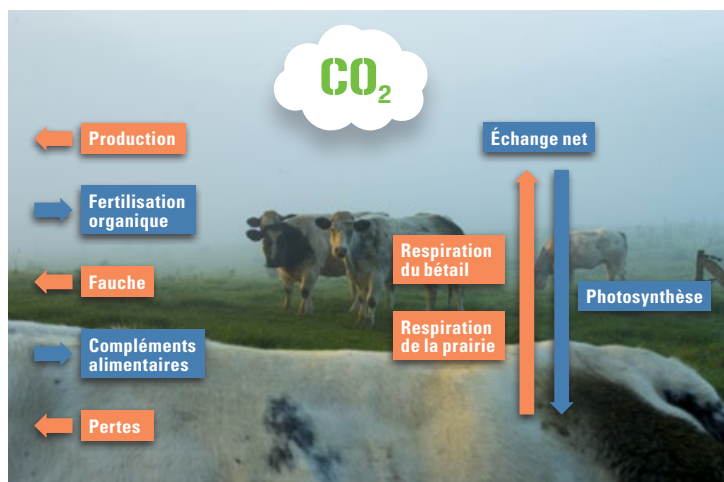 CO₂
Production
Échange net
Fertilisation
organique
Respiration
du bétail
Fauche
Photosynthèse
Respiration
de la prairie
Compléments
alimentaires
Pertes